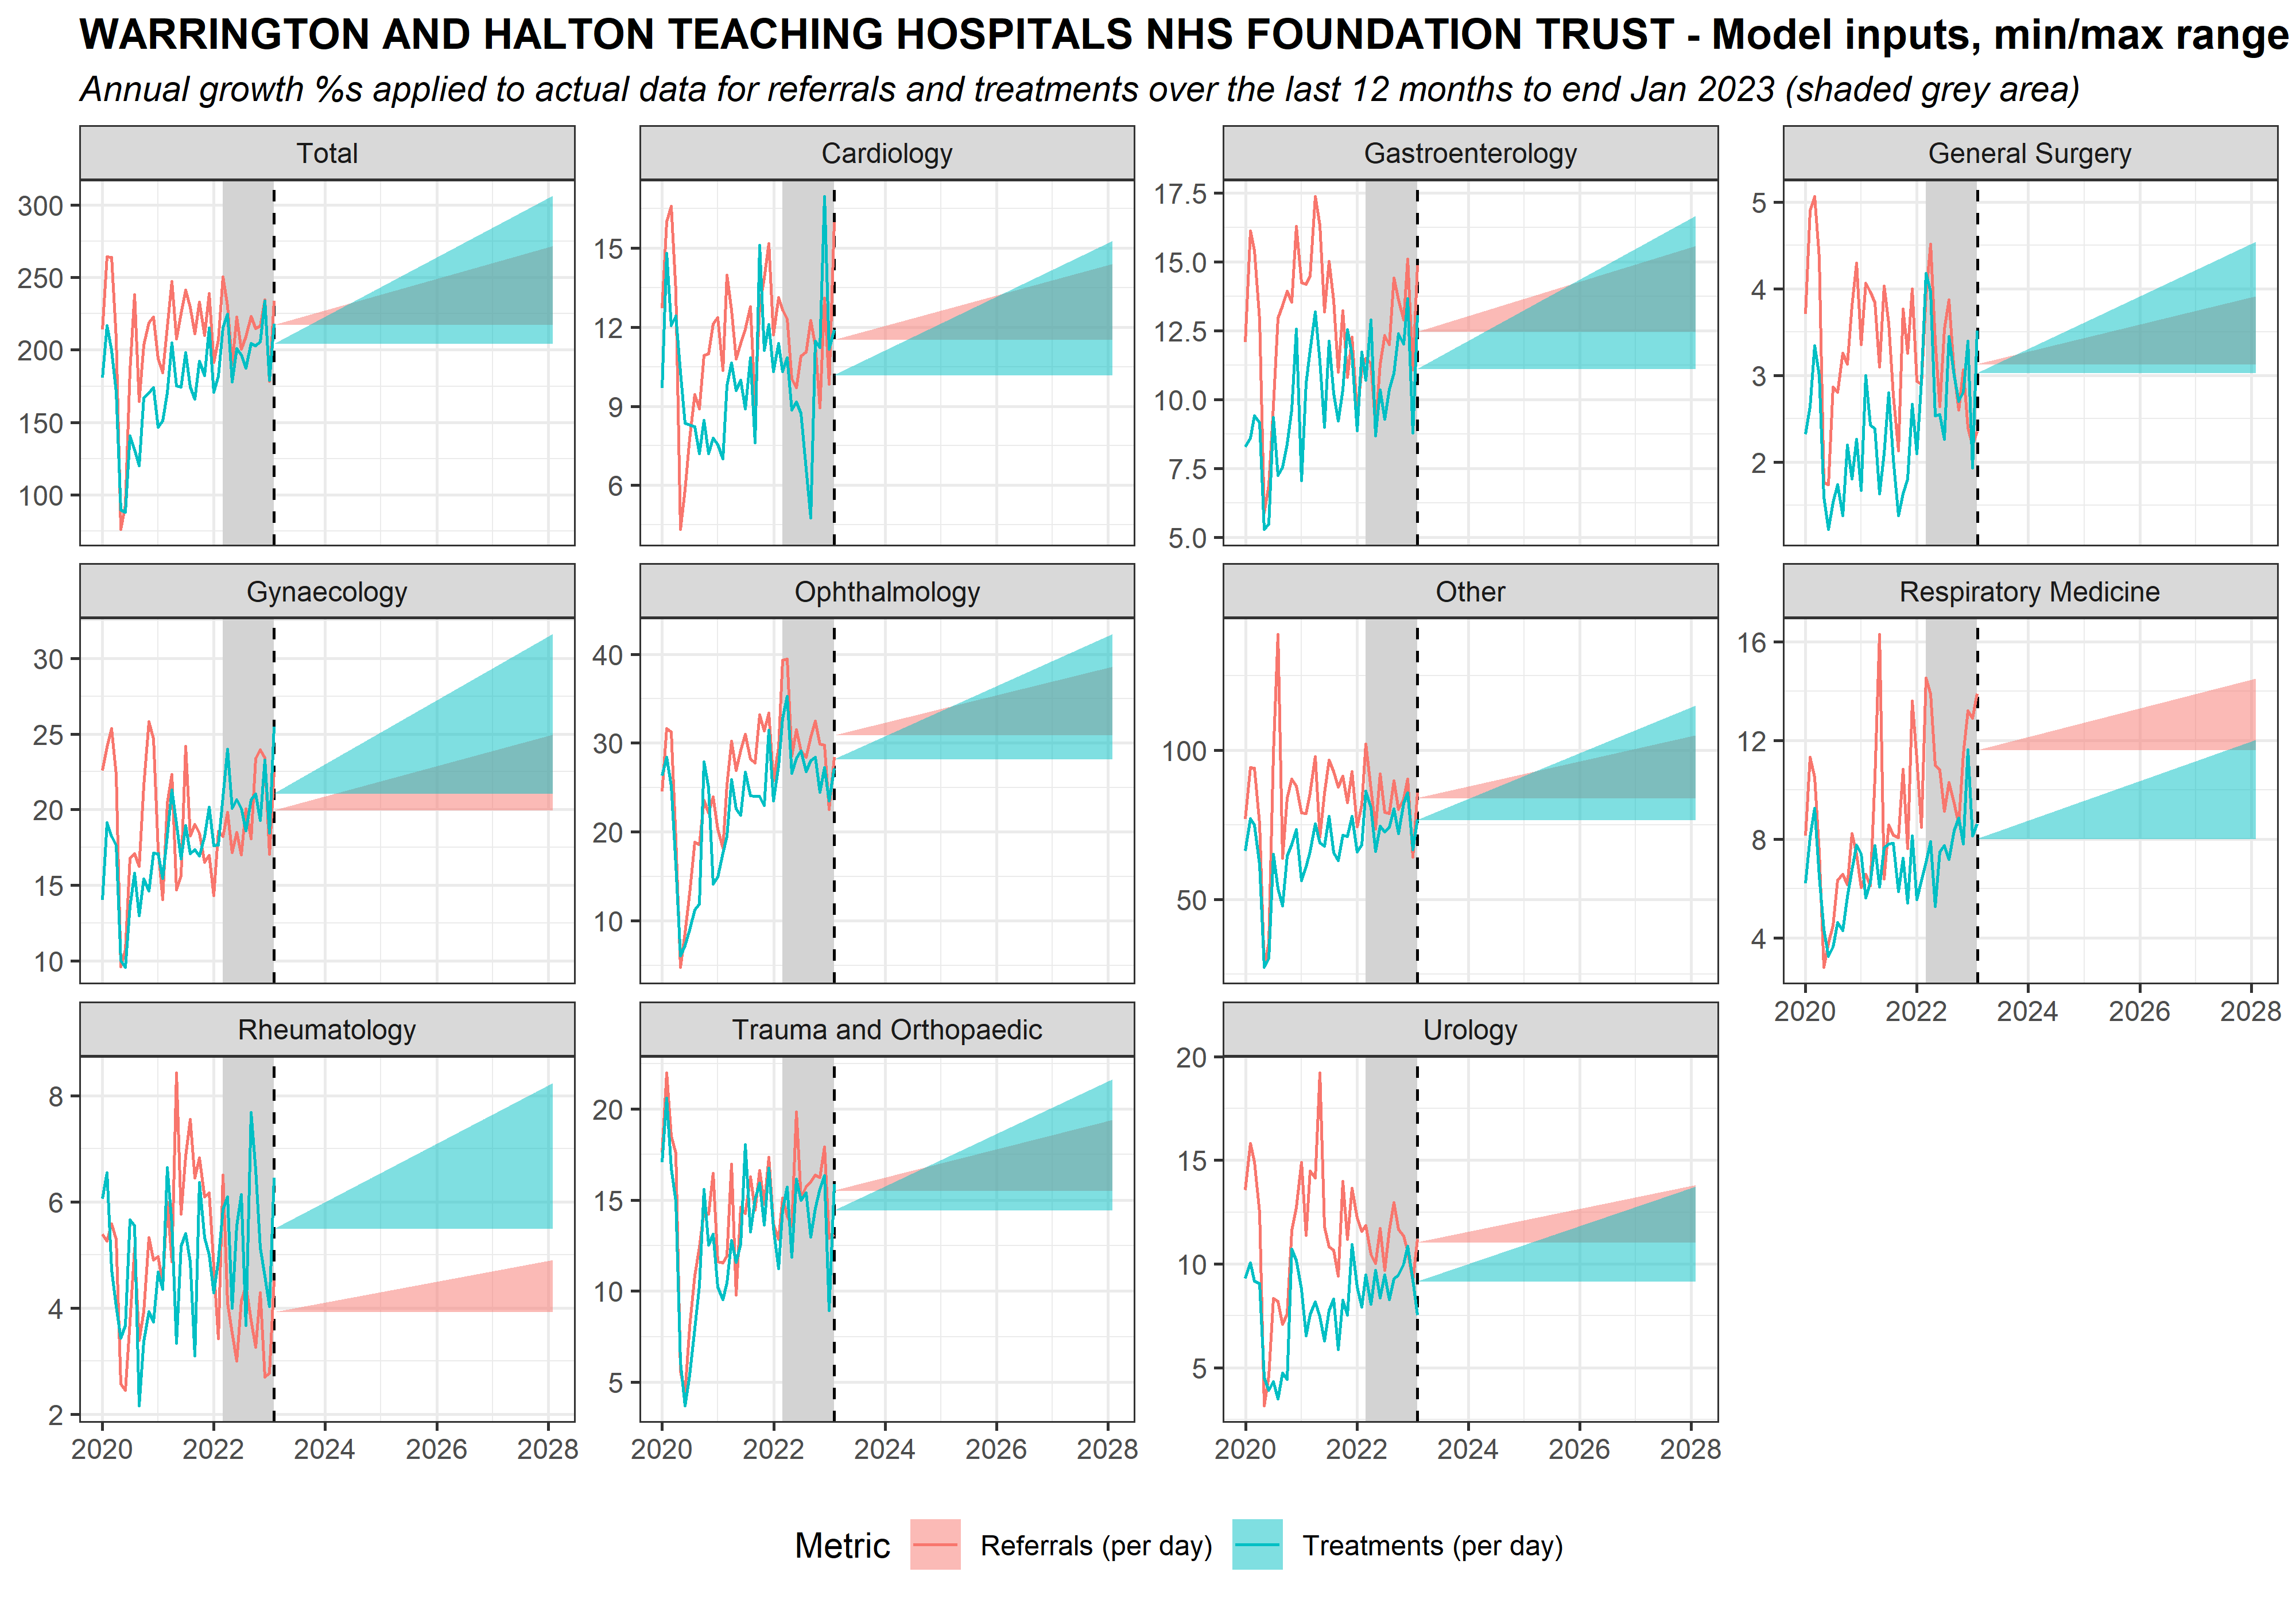 WARRINGTON AND HALTON TEACHING HOSPITALS NHS FOUNDATION TRUST - Model inputs, min/max range
Annual growth %s applied to actual data for referrals and treatments over the last 12 months to end Jan 2023 (shaded grey area)
Total
300
250
200
150
100
Cardiology
15
12
9
6
Gastroenterology
17.5
15.0
12.5
10.0
7.5
5.0
General Surgery
5
4
3
2
Gynaecology
30
25
20
15
10
Ophthalmology
40
30
20
10
Other
100
50
Respiratory Medicine
16
12
8
4
2020 2022 2024 2026 2028
Rheumatology
8
6
4
2
2020 2022 2024 2026 2028
Trauma and Orthopaedic
20
15
10
5
2020 2022 2024 2026 2028
Urology
20
15
10
5
2020 2022 2024 2026 2028
Metric Referrals (per day) Treatments (per day)